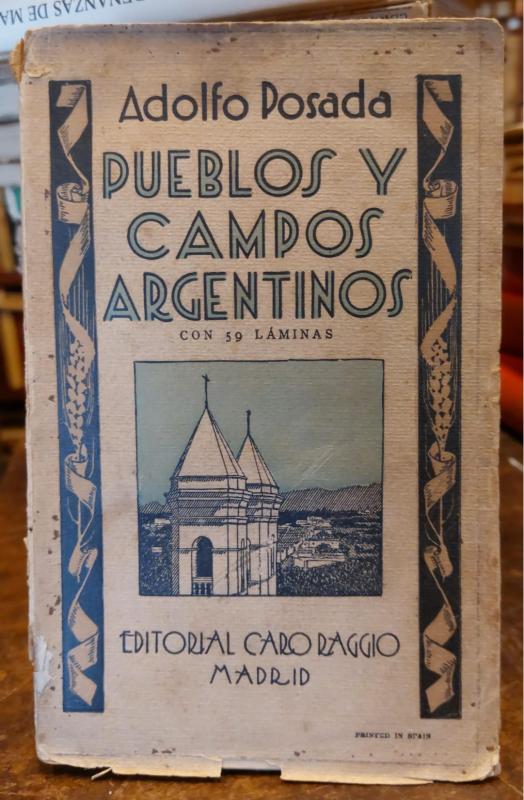 Adolfo Posada
PUEBLOS Y
CAMPOS
ARGENTINOS
CON 59 LÁMINAS
EDITORIAL CARO RAGGIO
MADRID
PRINTED IN SPAIN